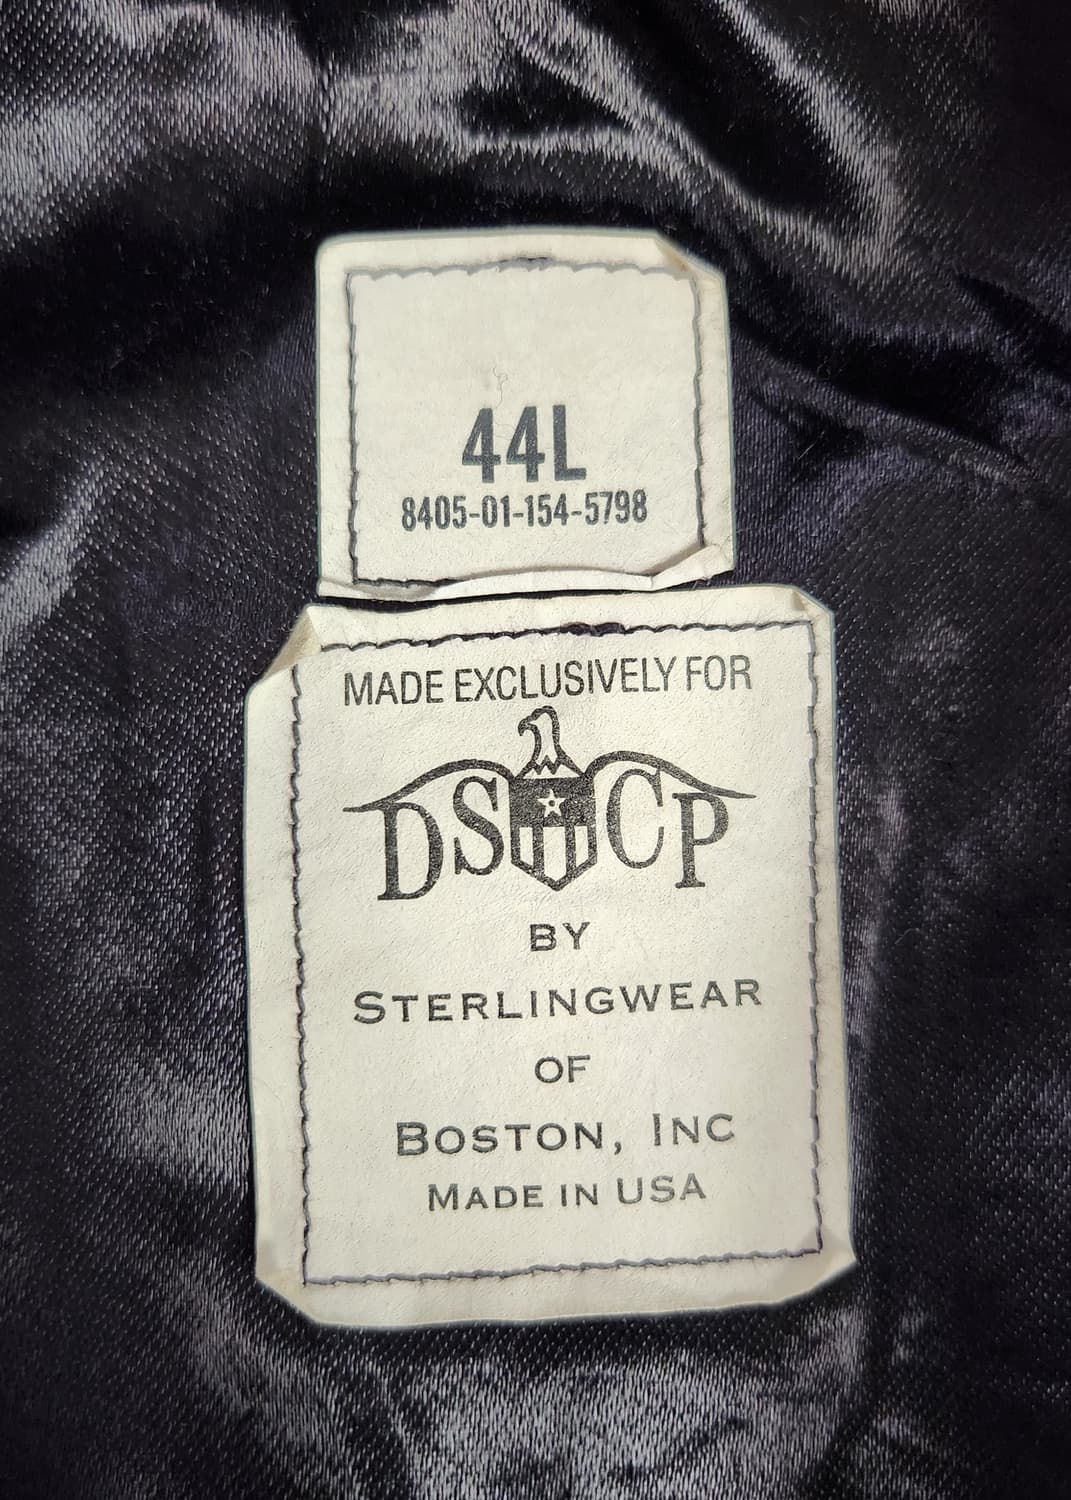 44L
8405-01-154-5798
MADE EXCLUSIVELY FOR
DSCP
BY
STERLINGWEAR
OF
BOSTON, INC
MADE IN USA